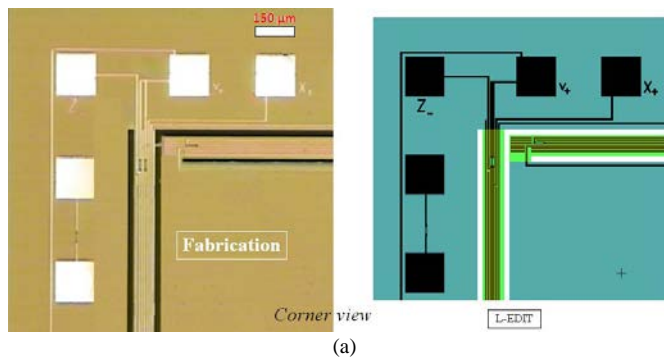 150 µm
Z-
V+
X+
Fabrication
Z-
V+
X+
Corner view
L-EDIT
(a)